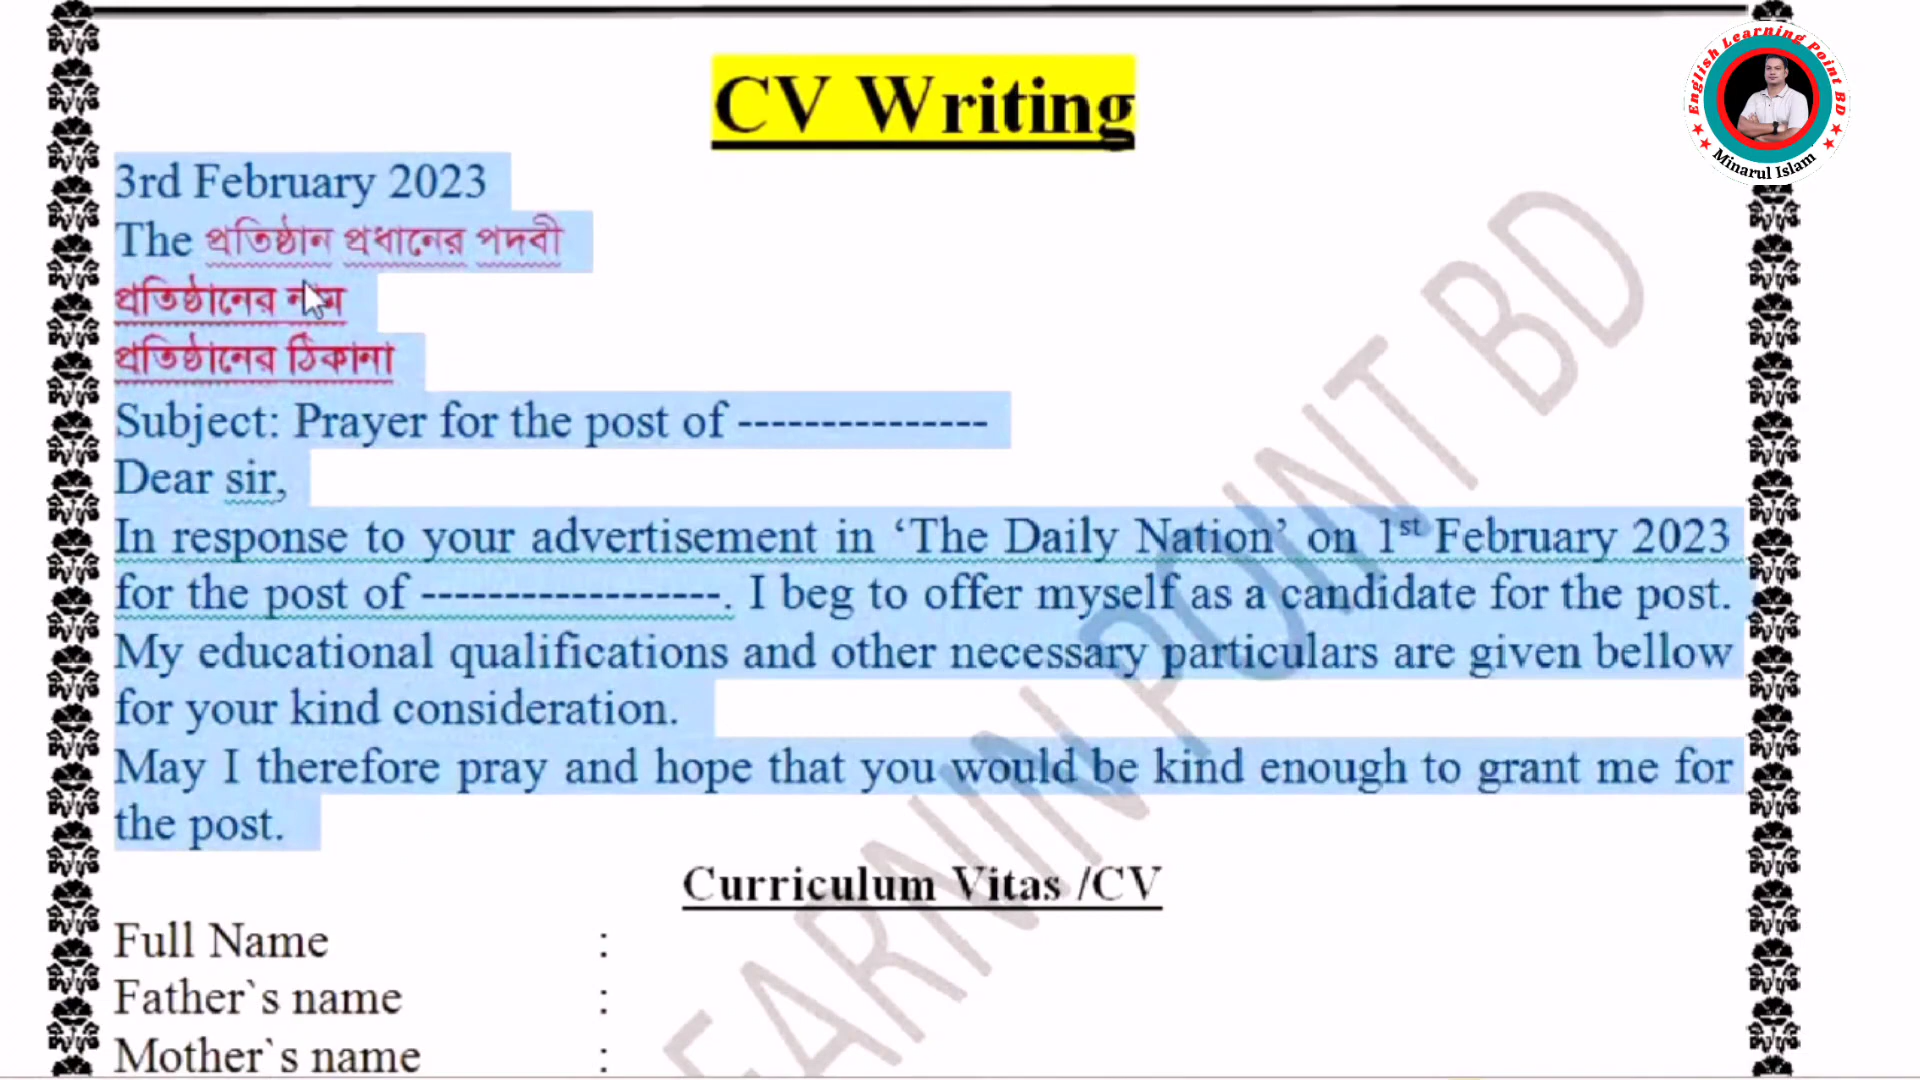 CV Writing
English Learning Point BD
Minarul Islam
3rd February 2023
The প্রতিষ্ঠান প্রধানের পদবী
প্রতিষ্ঠানের নাম
প্রতিষ্ঠানের ঠিকানা
Subject: Prayer for the post of ---------------
Dear sir,
In response to your advertisement in ‘The Daily Nation’ on 1st February 2023
for the post of ------------------. I beg to offer myself as a candidate for the post.
My educational qualifications and other necessary particulars are given bellow
for your kind consideration.
May I therefore pray and hope that you would be kind enough to grant me for
the post.
Curriculum Vitas /CV
Full Name :
Father`s name :
Mother`s name :
EARNIN POUNT BD